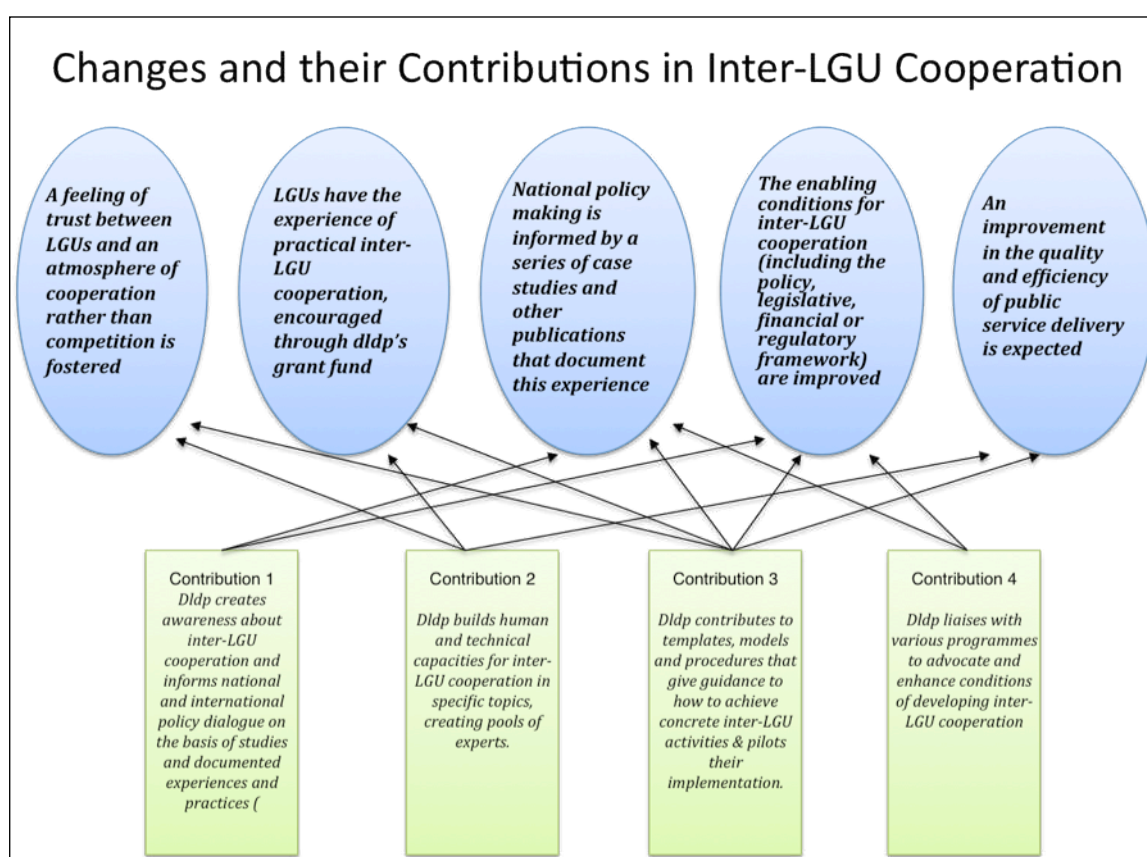 Changes and their Contributions in Inter-LGU Cooperation
A feeling of
trust between
LGUs and an
atmosphere of
cooperation
rather than
competition is
fostered
LGUs have the
experience of
practical inter-
LGU
cooperation,
encouraged
through dldp's
grant fund
National policy
making is
informed by a
series of case
studies and
other
publications
that document
this experience
The enabling
conditions for
inter-LGU
cooperation
(including the
policy,
legislative,
financial or
regulatory
framework)
are improved
An
improvement
in the quality
and efficiency
of public
service delivery
is expected
Contribution 1
Dldp creates
awareness about
inter-LGU
cooperation and
informs national
and international
policy dialogue on
the basis of studies
and documented
experiences and
practices (
Contribution 2
Dldp builds human
and technical
capacities for inter-
LGU cooperation in
specific topics,
creating pools of
experts.
Contribution 3
Dldp contributes to
templates, models
and procedures that
give guidance to
how to achieve
concrete inter-LGU
activities & pilots
their
implementation.
Contribution 4
Dldp liaises with
various programmes
to advocate and
enhance conditions
of developing inter-
LGU cooperation